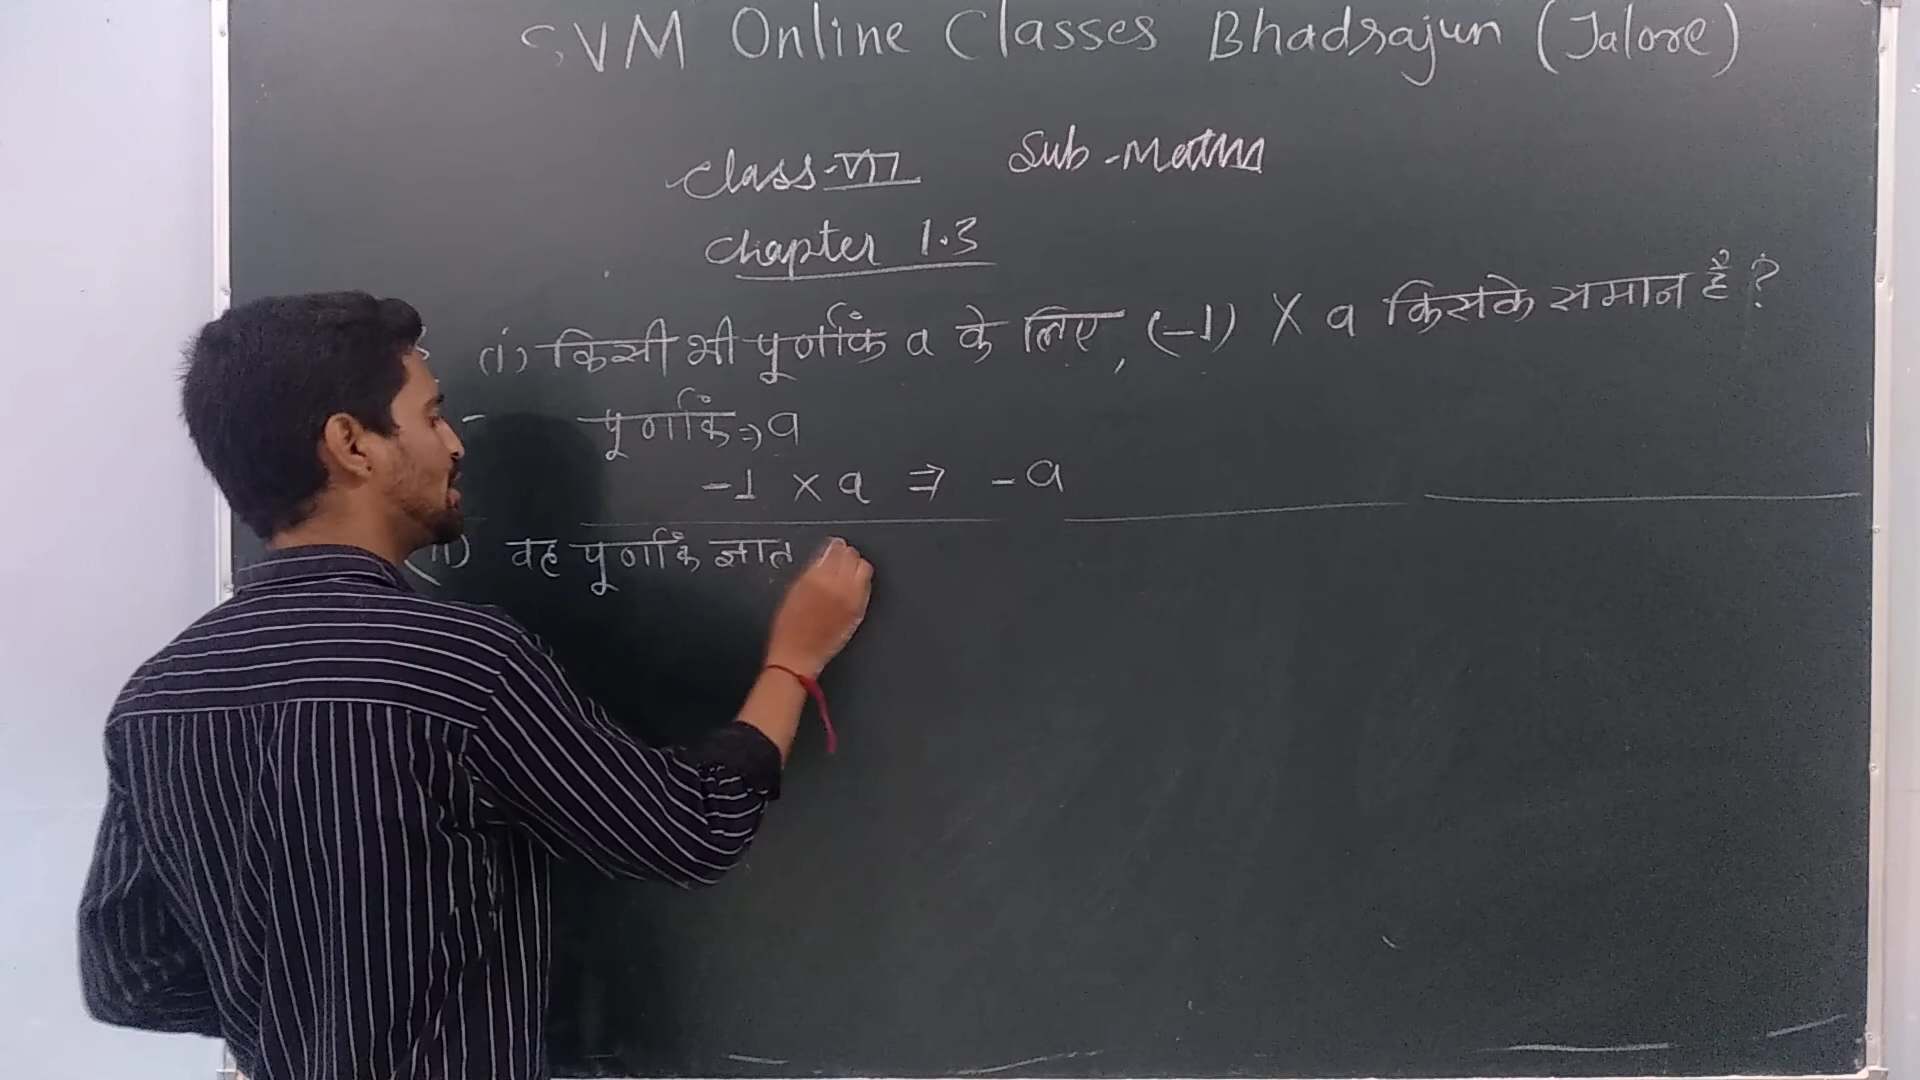 SVM Online Classes Bhadrajun (Jalore)
Class-VII Sub-Maths
Chapter 1.3
(i) किसी भी पूर्णांक a के लिए, (-1) X a किसके समान है ?
पूर्णांक ⇒ a
-1 × a ⇒ -a
(ii) वह पूर्णांक ज्ञात